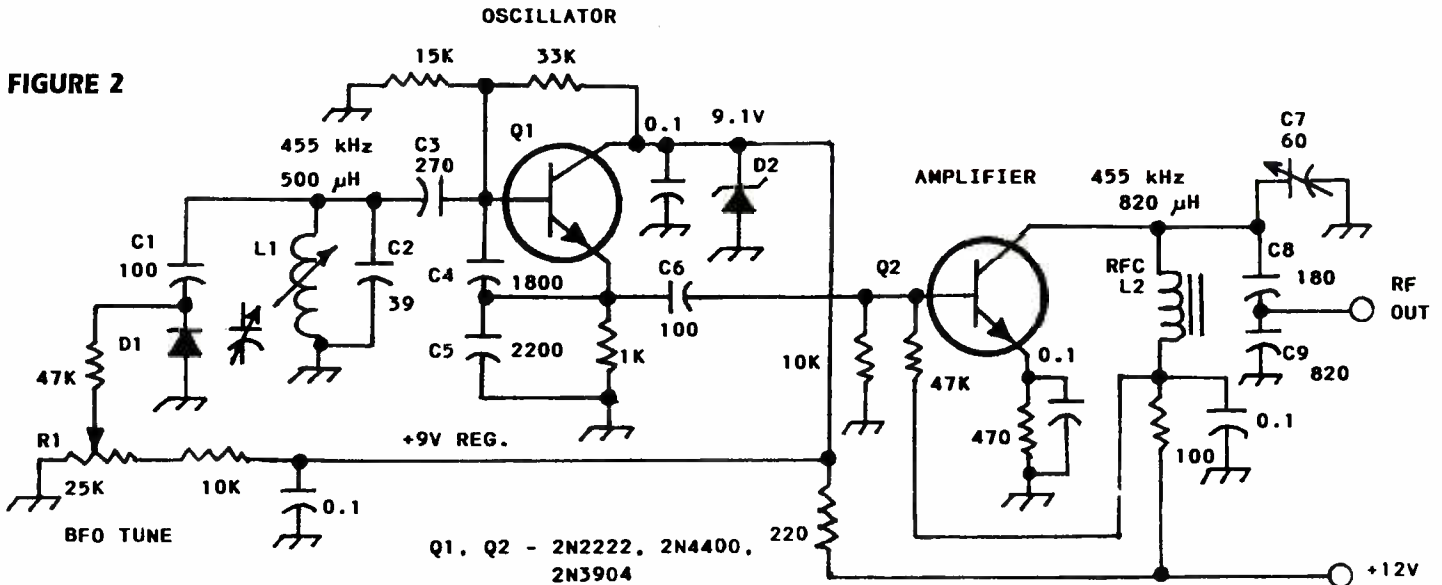 OSCILLATOR
FIGURE 2
15K
33K
Q1
0.1
9.1V
D2
455 kHz
500 µH
C3
270
C1
100
L1
C2
39
C4
1800
C5
2200
1K
C6
100
D1
47K
R1
25K
10K
BFO TUNE
+9V REG.
0.1
AMPLIFIER
455 kHz
820 µH
C7
60
Q2
RFC
L2
C8
180
RF
OUT
C9
820
10K
47K
0.1
470
100
0.1
220
Q1, Q2 - 2N2222, 2N4400,
2N3904
+12V